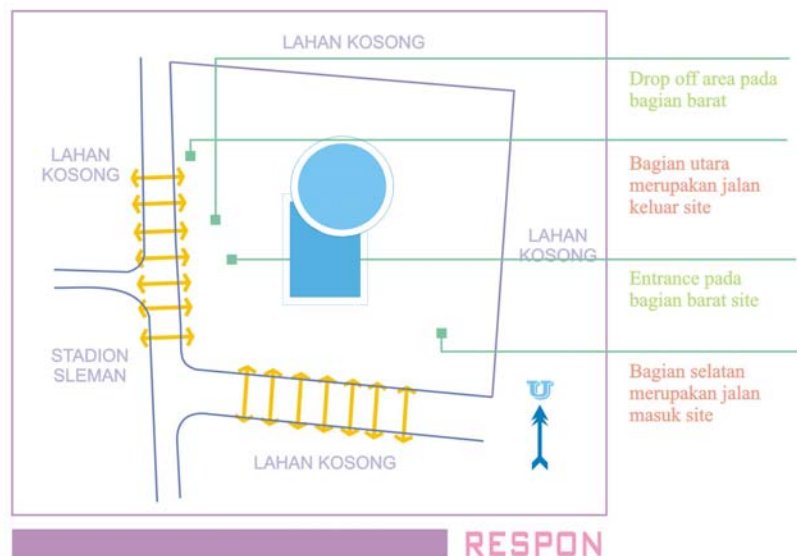 LAHAN KOSONG
Drop off area pada
bagian barat
LAHAN
KOSONG
Bagian utara
merupakan jalan
keluar site
LAHAN
KOSONG
Entrance pada
bagian barat site
STADION
SLEMAN
Bagian selatan
merupakan jalan
masuk site
U
LAHAN KOSONG
RESPON